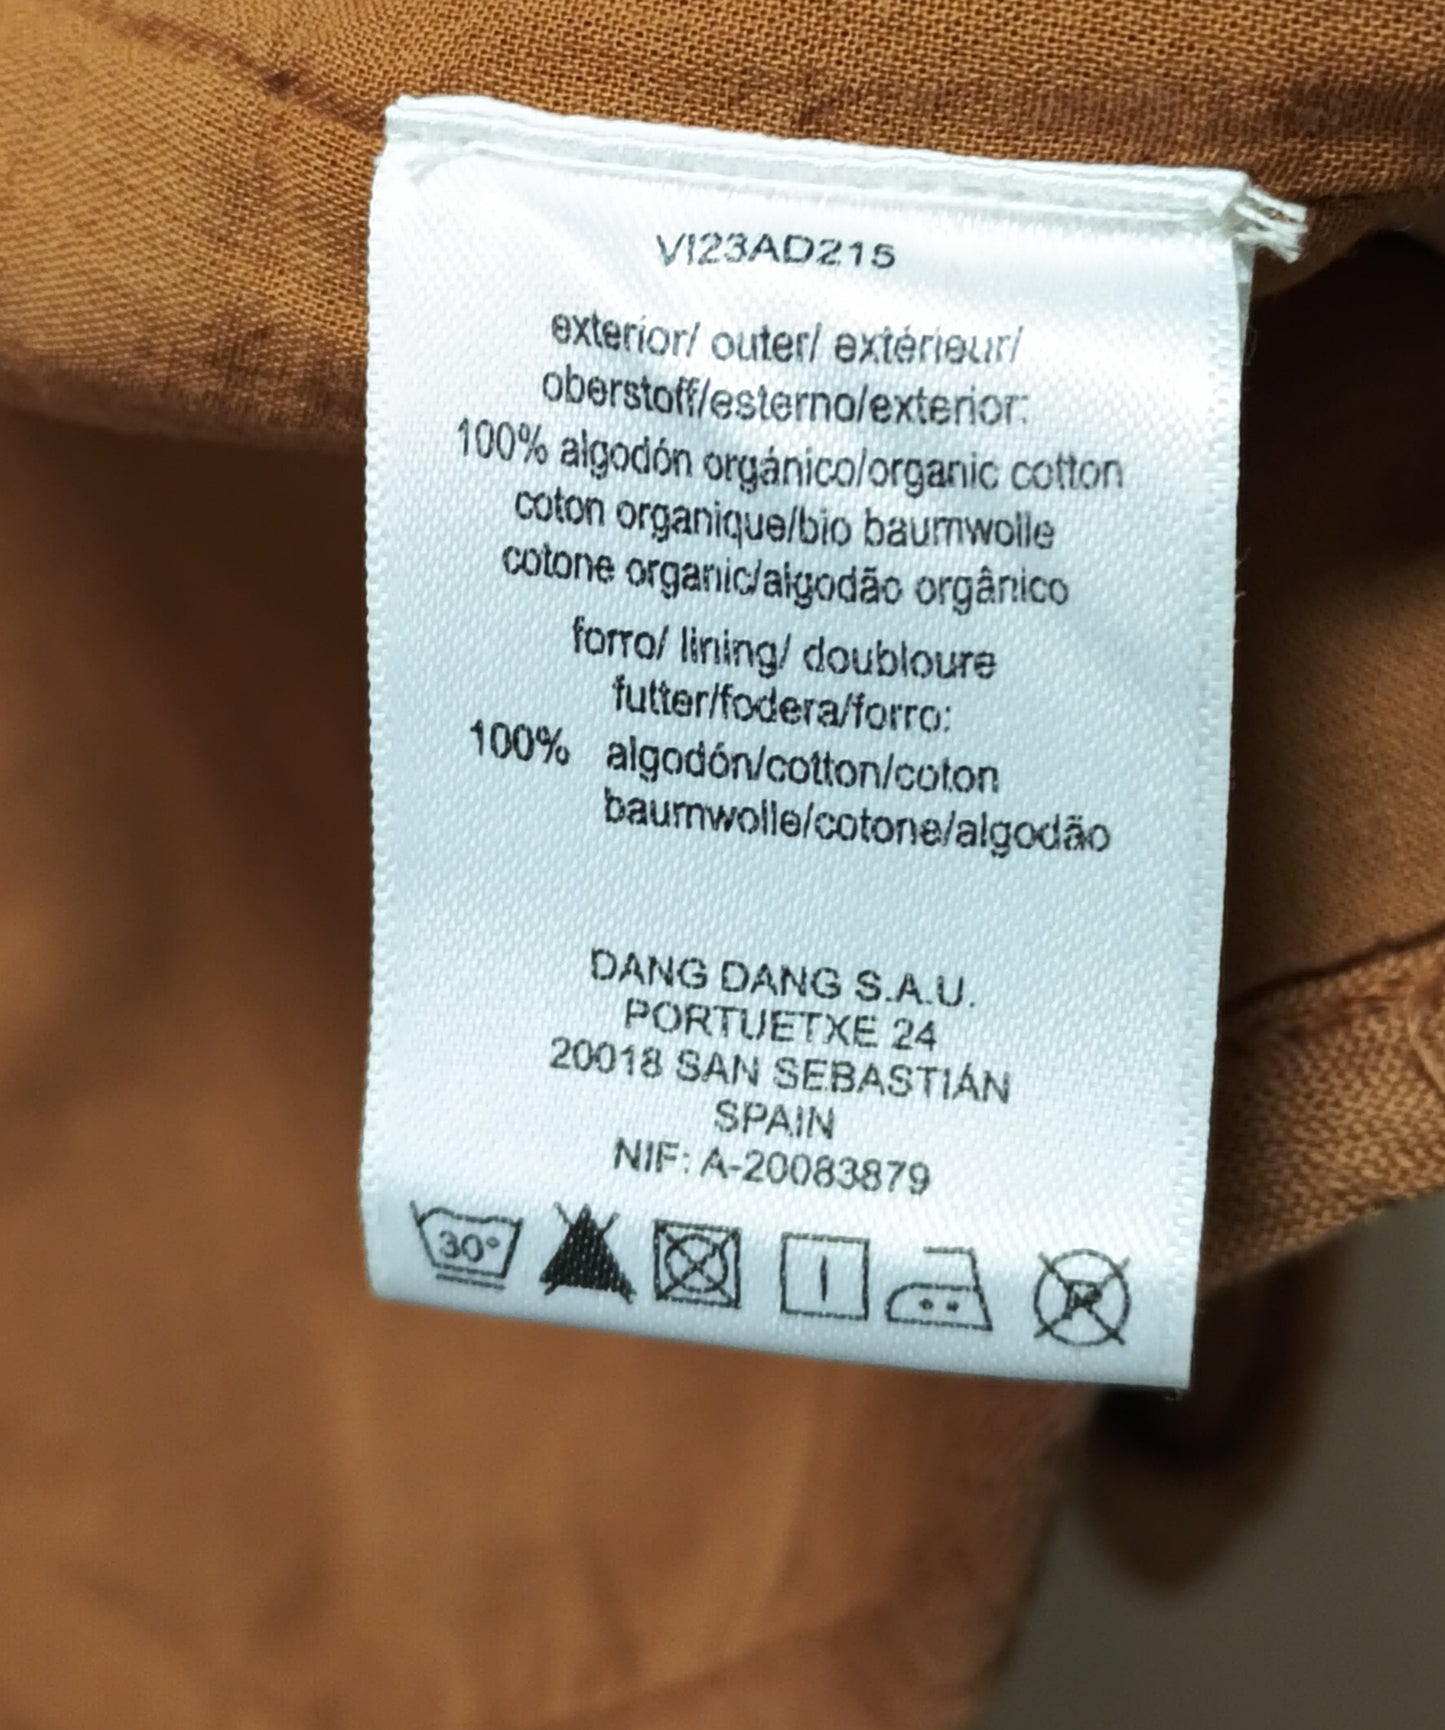 VI23AD215
exterior/ outer/ extérieur/
oberstoff/esterno/exterior:
100% algodón orgánico/organic cotton
coton organique/bio baumwolle
cotone organic/algodão orgânico
forro/ lining/ doubloure
futter/fodera/forro:
100% algodón/cotton/coton
baumwolle/cotone/algodão
DANG DANG S.A.U.
PORTUETXE 24
20018 SAN SEBASTIÁN
SPAIN
NIF: A-20083879
30°
P